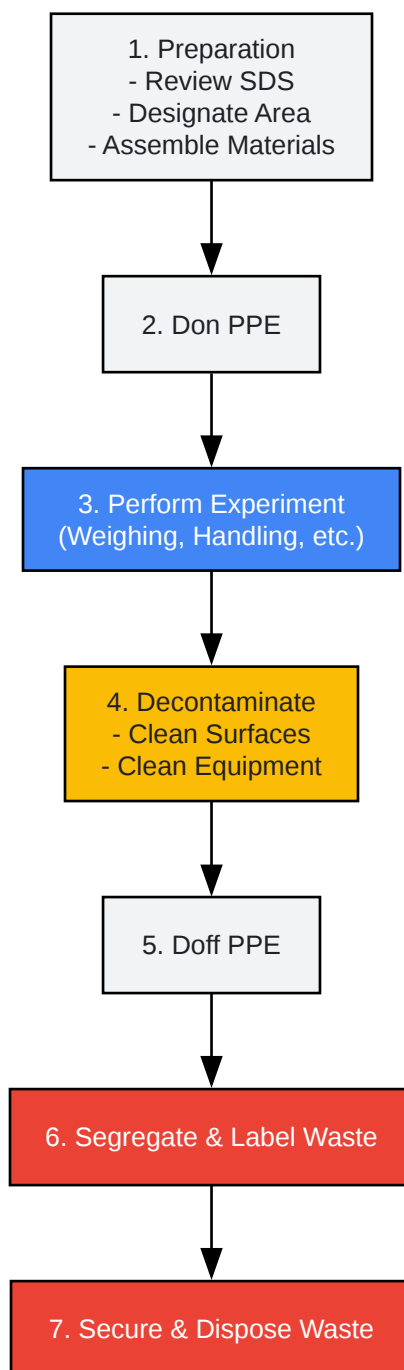 1. Preparation
- Review SDS
- Designate Area
- Assemble Materials
2. Don PPE
3. Perform Experiment
(Weighing, Handling, etc.)
4. Decontaminate
- Clean Surfaces
- Clean Equipment
5. Doff PPE
6. Segregate & Label Waste
7. Secure & Dispose Waste